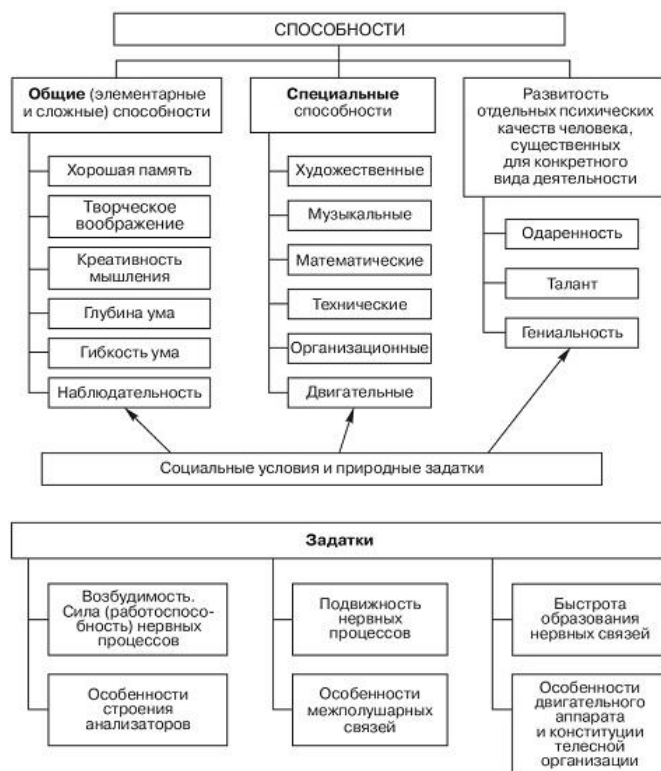 СПОСОБНОСТИ
Общие (элементарные
и сложные) способности
Хорошая память
Творческое
воображение
Креативность
мышления
Глубина ума
Гибкость ума
Наблюдательность
Специальные
способности
Художественные
Музыкальные
Математические
Технические
Организационные
Двигательные
Развитость
отдельных психических
качеств человека,
существенных
для конкретного
вида деятельности
Одаренность
Талант
Гениальность
Социальные условия и природные задатки
Задатки
Возбудимость.
Сила (работоспосо-
бность) нервных
процессов
Особенности
строения
анализаторов
Подвижность
нервных
процессов
Особенности
межполушарных
связей
Быстрота
образования
нервных связей
Особенности
двигательного
аппарата
и конституции
телесной
организации